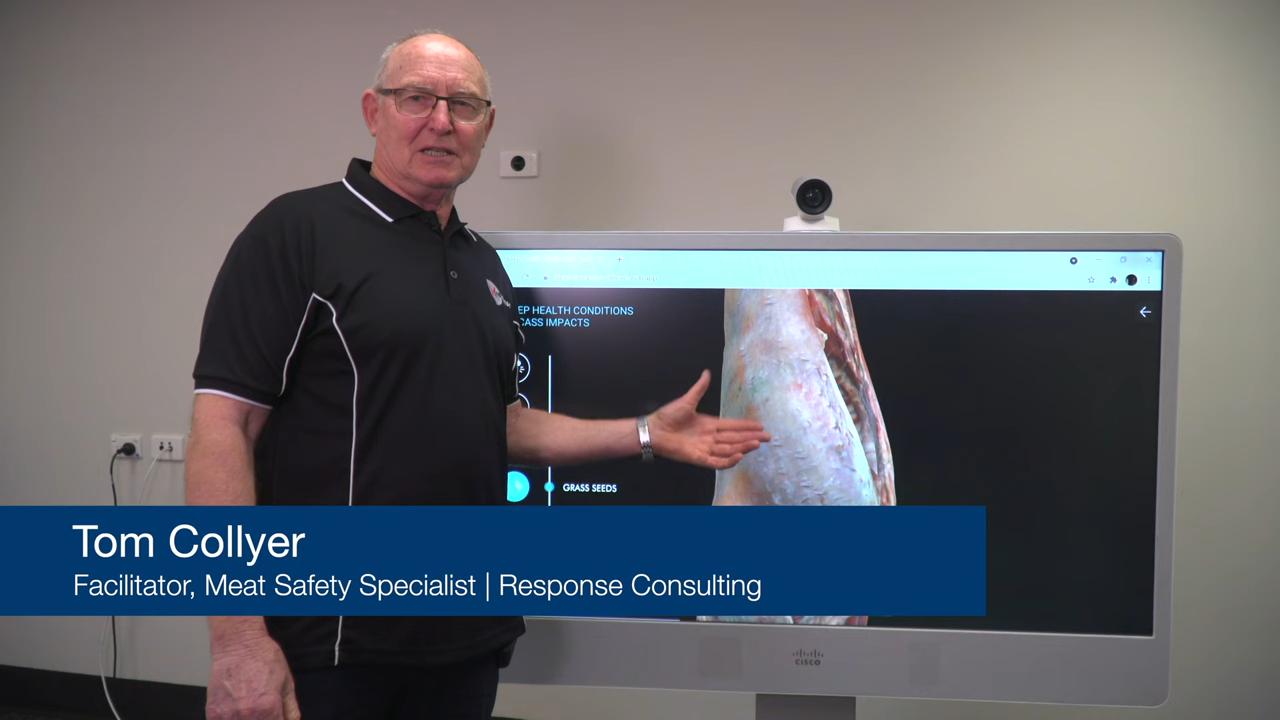 EP HEALTH CONDITIONS
CASS IMPACTS
GRASS SEEDS
Tom Collyer
Facilitator, Meat Safety Specialist | Response Consulting
CISCO